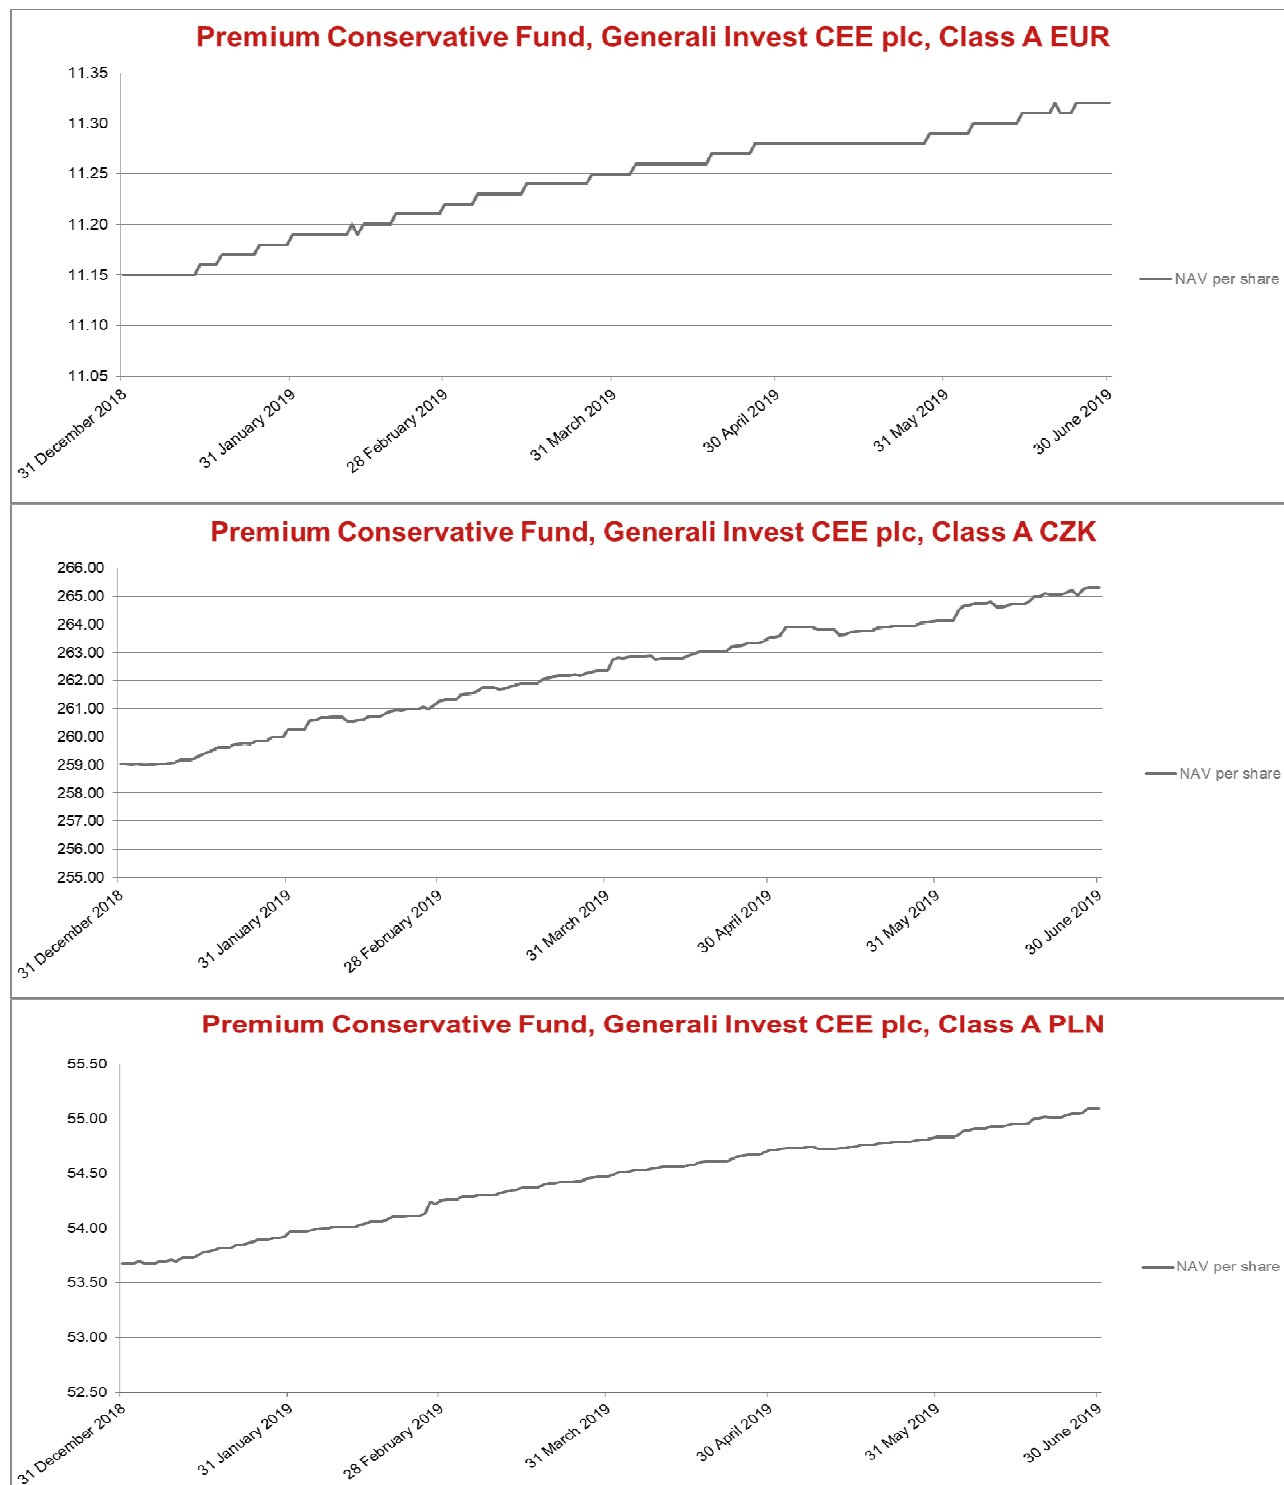 Premium Conservative Fund, Generali Invest CEE plc, Class A EUR
11.35
11.30
11.25
11.20
11.15
11.10
11.05
NAV per share
31 December 2018
31 January 2019
28 February 2019
31 March 2019
30 April 2019
31 May 2019
30 June 2019
Premium Conservative Fund, Generali Invest CEE plc, Class A CZK
266.00
265.00
264.00
263.00
262.00
261.00
260.00
259.00
258.00
257.00
256.00
255.00
NAV per share
31 December 2018
31 January 2019
28 February 2019
31 March 2019
30 April 2019
31 May 2019
30 June 2019
Premium Conservative Fund, Generali Invest CEE plc, Class A PLN
55.50
55.00
54.50
54.00
53.50
53.00
52.50
NAV per share
31 December 2018
31 January 2019
28 February 2019
31 March 2019
30 April 2019
31 May 2019
30 June 2019